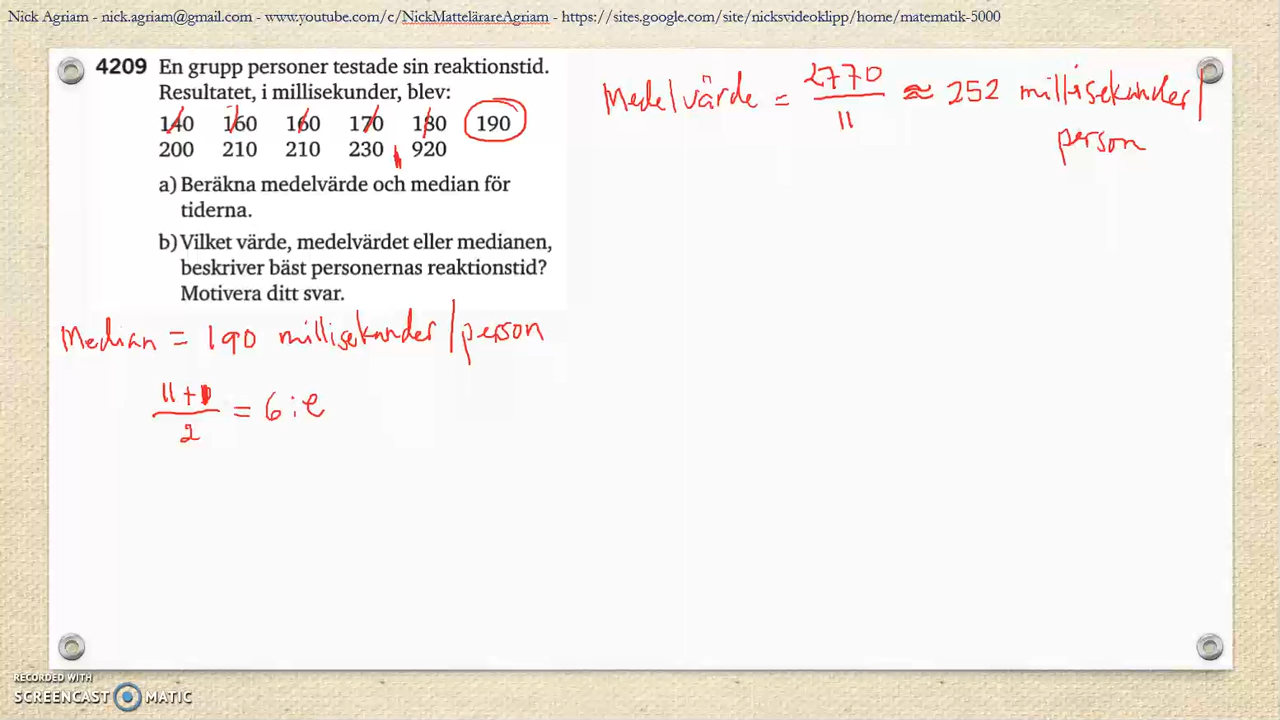 Nick Agriam - nick.agriam@gmail.com - www.youtube.com/c/NickMattelärareAgriam - https://sites.google.com/site/nicksvideoklipp/home/matematik-5000
4209 En grupp personer testade sin reaktionstid.
Resultatet, i millisekunder, blev:
140 160 160 170 180 190
200 210 210 230 920
a) Beräkna medelvärde och median för
tiderna.
b) Vilket värde, medelvärdet eller medianen,
beskriver bäst personernas reaktionstid?
Motivera ditt svar.
Median = 190 millisekunder/person
11+1
2
= 6:e
Medelvärde = 2770
11
≈ 252 millisekunder/
person
RECORDED WITH
SCREENCAST MATIC